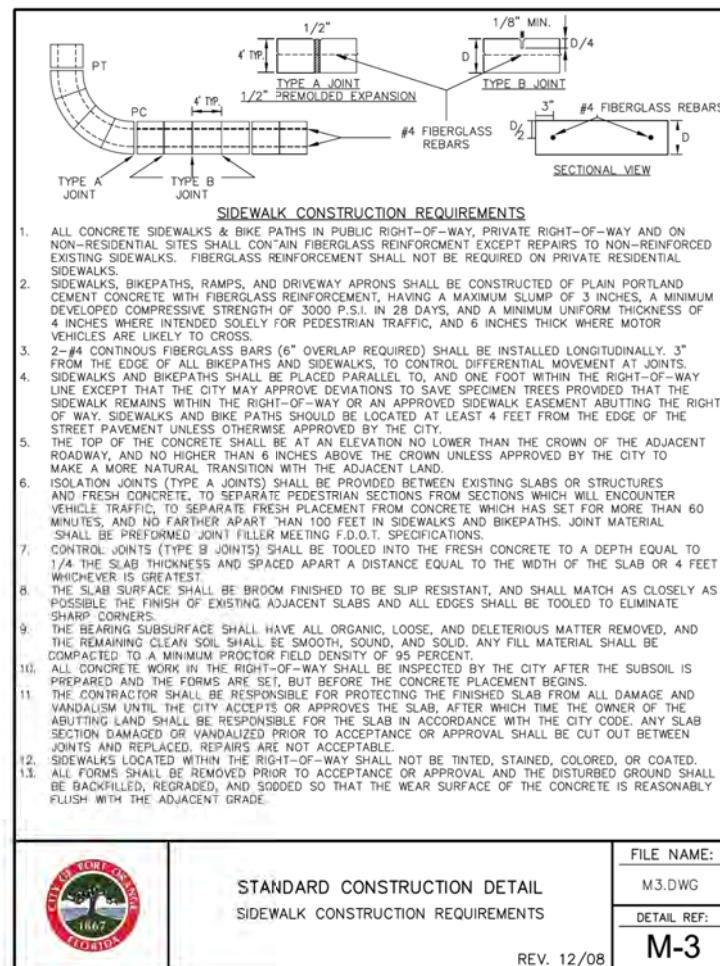 1/2"
1/8" MIN.
4' TYP.
D
D/4
PT
TYPE A JOINT
1/2" PREMOLDED EXPANSION
TYPE B JOINT
PC
4' TYP.
3"
#4 FIBERGLASS REBARS
#4 FIBERGLASS
REBARS
D/2
D
SECTIONAL VIEW
TYPE A
JOINT
TYPE B
JOINT
SIDEWALK CONSTRUCTION REQUIREMENTS
1. ALL CONCRETE SIDEWALKS & BIKE PATHS IN PUBLIC RIGHT-OF-WAY, PRIVATE RIGHT-OF-WAY AND ON
NON-RESIDENTIAL SITES SHALL CONTAIN FIBERGLASS REINFORCMENT EXCEPT REPAIRS TO NON-REINFORCED
EXISTING SIDEWALKS. FIBERGLASS REINFORCEMENT SHALL NOT BE REQUIRED ON PRIVATE RESIDENTIAL
SIDEWALKS.
2. SIDEWALKS, BIKEPATHS, RAMPS, AND DRIVEWAY APRONS SHALL BE CONSTRUCTED OF PLAIN PORTLAND
CEMENT CONCRETE WITH FIBERGLASS REINFORCEMENT, HAVING A MAXIMUM SLUMP OF 3 INCHES, A MINIMUM
DEVELOPED COMPRESSIVE STRENGTH OF 3000 P.S.I. IN 28 DAYS, AND A MINIMUM UNIFORM THICKNESS OF
4 INCHES WHERE INTENDED SOLELY FOR PEDESTRIAN TRAFFIC, AND 6 INCHES THICK WHERE MOTOR
VEHICLES ARE LIKELY TO CROSS.
3. 2-#4 CONTINOUS FIBERGLASS BARS (6" OVERLAP REQUIRED) SHALL BE INSTALLED LONGITUDINALLY. 3"
FROM THE EDGE OF ALL BIKEPATHS AND SIDEWALKS, TO CONTROL DIFFERENTIAL MOVEMENT AT JOINTS.
4. SIDEWALKS AND BIKEPATHS SHALL BE PLACED PARALLEL TO, AND ONE FOOT WITHIN THE RIGHT-OF-WAY
LINE EXCEPT THAT THE CITY MAY APPROVE DEVIATIONS TO SAVE SPECIMEN TREES PROVIDED THAT THE
SIDEWALK REMAINS WITHIN THE RIGHT-OF-WAY OR AN APPROVED SIDEWALK EASEMENT ABUTTING THE RIGHT
OF WAY. SIDEWALKS AND BIKE PATHS SHOULD BE LOCATED AT LEAST 4 FEET FROM THE EDGE OF THE
STREET PAVEMENT UNLESS OTHERWISE APPROVED BY THE CITY.
5. THE TOP OF THE CONCRETE SHALL BE AT AN ELEVATION NO LOWER THAN THE CROWN OF THE ADJACENT
ROADWAY, AND NO HIGHER THAN 6 INCHES ABOVE THE CROWN UNLESS APPROVED BY THE CITY TO
MAKE A MORE NATURAL TRANSITION WITH THE ADJACENT LAND.
6. ISOLATION JOINTS (TYPE A JOINTS) SHALL BE PROVIDED BETWEEN EXISTING SLABS OR STRUCTURES
AND FRESH CONCRETE, TO SEPARATE PEDESTRIAN SECTIONS FROM SECTIONS WHICH WILL ENCOUNTER
VEHICLE TRAFFIC, TO SEPARATE FRESH PLACEMENT FROM CONCRETE WHICH HAS SET FOR MORE THAN 60
MINUTES, AND NO FARTHER APART THAN 100 FEET IN SIDEWALKS AND BIKEPATHS. JOINT MATERIAL
SHALL BE PREFORMED JOINT FILLER MEETING F.D.O.T. SPECIFICATIONS.
7. CONTROL JOINTS (TYPE B JOINTS) SHALL BE TOOLED INTO THE FRESH CONCRETE TO A DEPTH EQUAL TO
1/4 THE SLAB THICKNESS AND SPACED APART A DISTANCE EQUAL TO THE WIDTH OF THE SLAB OR 4 FEET
WHICHEVER IS GREATEST.
8. THE SLAB SURFACE SHALL BE BROOM FINISHED TO BE SLIP RESISTANT, AND SHALL MATCH AS CLOSELY AS
POSSIBLE THE FINISH OF EXISTING ADJACENT SLABS AND ALL EDGES SHALL BE TOOLED TO ELIMINATE
SHARP CORNERS.
9. THE BEARING SUBSURFACE SHALL HAVE ALL ORGANIC, LOOSE, AND DELETERIOUS MATTER REMOVED, AND
THE REMAINING CLEAN SOIL SHALL BE SMOOTH, SOUND, AND SOLID. ANY FILL MATERIAL SHALL BE
COMPACTED TO A MINIMUM PROCTOR FIELD DENSITY OF 95 PERCENT.
10. ALL CONCRETE WORK IN THE RIGHT-OF-WAY SHALL BE INSPECTED BY THE CITY AFTER THE SUBSOIL IS
PREPARED AND THE FORMS ARE SET, BUT BEFORE THE CONCRETE PLACEMENT BEGINS.
11. THE CONTRACTOR SHALL BE RESPONSIBLE FOR PROTECTING THE FINISHED SLAB FROM ALL DAMAGE AND
VANDALISM UNTIL THE CITY ACCEPTS OR APPROVES THE SLAB, AFTER WHICH TIME THE OWNER OF THE
ABUTTING LAND SHALL BE RESPONSIBLE FOR THE SLAB IN ACCORDANCE WITH THE CITY CODE. ANY SLAB
SECTION DAMAGED OR VANDALIZED PRIOR TO ACCEPTANCE OR APPROVAL SHALL BE CUT OUT BETWEEN
JOINTS AND REPLACED. REPAIRS ARE NOT ACCEPTABLE.
12. SIDEWALKS LOCATED WITHIN THE RIGHT-OF-WAY SHALL NOT BE TINTED, STAINED, COLORED, OR COATED.
13. ALL FORMS SHALL BE REMOVED PRIOR TO ACCEPTANCE OR APPROVAL AND THE DISTURBED GROUND SHALL
BE BACKFILLED, REGRADED, AND SODDED SO THAT THE WEAR SURFACE OF THE CONCRETE IS REASONABLY
FLUSH WITH THE ADJACENT GRADE.
CITY OF PORT ORANGE
1867
FLORIDA
STANDARD CONSTRUCTION DETAIL
SIDEWALK CONSTRUCTION REQUIREMENTS
REV. 12/08
FILE NAME:
M3.DWG
DETAIL REF:
M-3